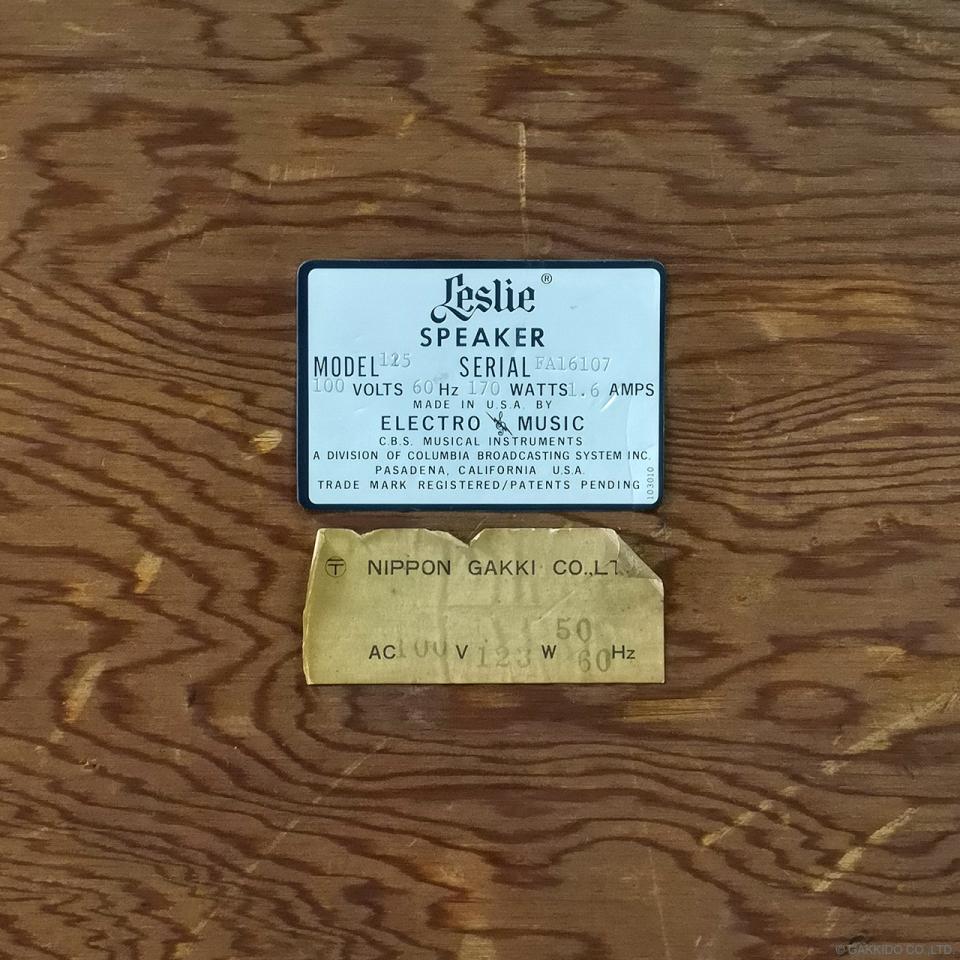 Leslie®
SPEAKER
MODEL 125 SERIAL FA16107
100 VOLTS 60 Hz 170 WATTS 1.6 AMPS
MADE IN U.S.A. BY
ELECTRO MUSIC
C.B.S. MUSICAL INSTRUMENTS
A DIVISION OF COLUMBIA BROADCASTING SYSTEM INC.
PASADENA, CALIFORNIA U.S.A.
TRADE MARK REGISTERED/PATENTS PENDING
103010
〒 NIPPON GAKKI CO.,LT
50
AC 100 V 123 W 60 Hz
© GAKKIDO CO.,LTD.